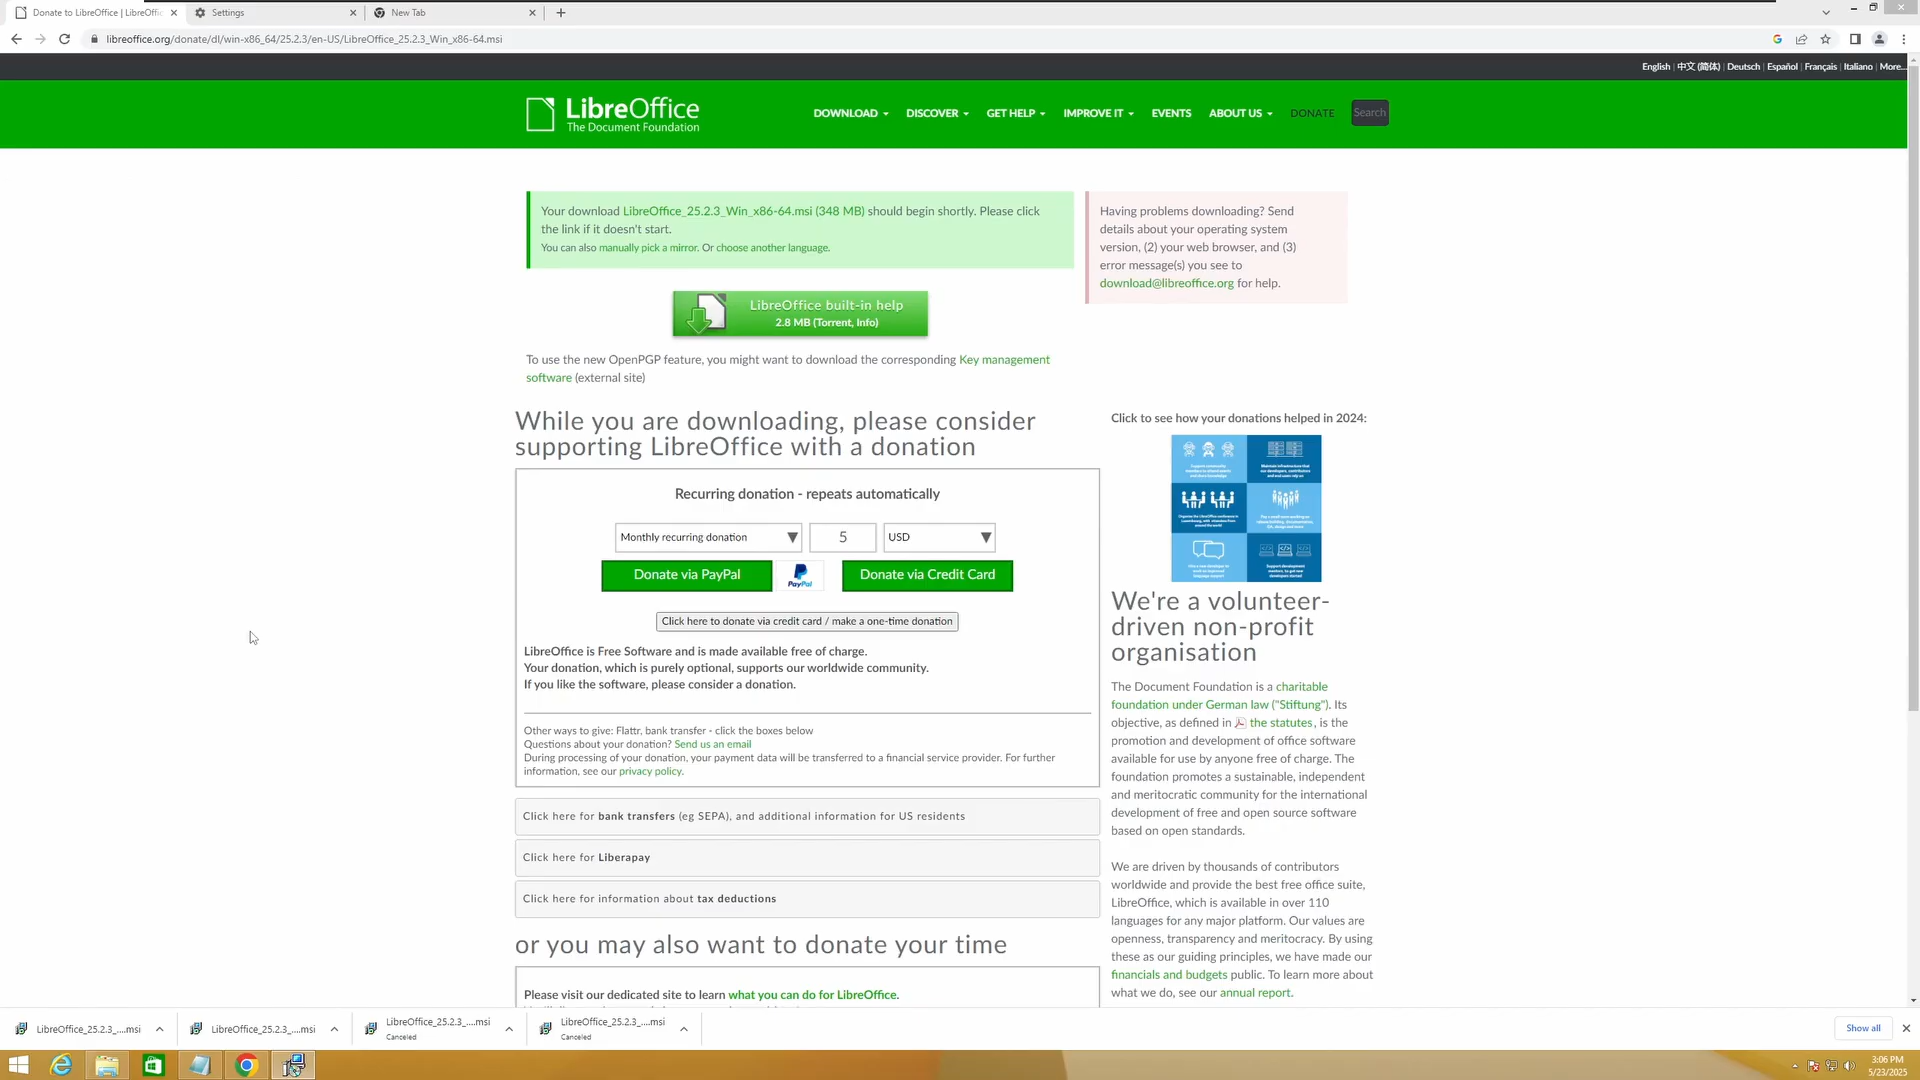 Donate to LibreOffice | LibreOffi
Settings
New Tab
libreoffice.org/donate/dl/win-x86_64/25.2.3/en-US/LibreOffice_25.2.3_Win_x86-64.msi
English | 中文 (简体) | Deutsch | Español | Français | Italiano | More...
LibreOffice
The Document Foundation
DOWNLOAD
DISCOVER
GET HELP
IMPROVE IT
EVENTS
ABOUT US
DONATE
Search
Your download LibreOffice_25.2.3_Win_x86-64.msi (348 MB) should begin shortly. Please click
the link if it doesn't start.
You can also manually pick a mirror. Or choose another language.
Having problems downloading? Send
details about your operating system
version, (2) your web browser, and (3)
error message(s) you see to
download@libreoffice.org for help.
LibreOffice built-in help
2.8 MB (Torrent, Info)
To use the new OpenPGP feature, you might want to download the corresponding Key management
software (external site)
While you are downloading, please consider
supporting LibreOffice with a donation
Recurring donation - repeats automatically
Monthly recurring donation
5
USD
Donate via PayPal
PayPal
Donate via Credit Card
Click here to donate via credit card / make a one-time donation
LibreOffice is Free Software and is made available free of charge.
Your donation, which is purely optional, supports our worldwide community.
If you like the software, please consider a donation.
Other ways to give: Flattr, bank transfer - click the boxes below
Questions about your donation? Send us an email
During processing of your donation, your payment data will be transferred to a financial service provider. For further
information, see our privacy policy.
Click here for bank transfers (eg SEPA), and additional information for US residents
Click here for Liberapay
Click here for information about tax deductions
or you may also want to donate your time
Please visit our dedicated site to learn what you can do for LibreOffice.
Click to see how your donations helped in 2024:
We're a volunteer-
driven non-profit
organisation
The Document Foundation is a charitable
foundation under German law ("Stiftung"). Its
objective, as defined in the statutes, is the
promotion and development of office software
available for use by anyone free of charge. The
foundation promotes a sustainable, independent
and meritocratic community for the international
development of free and open source software
based on open standards.
We are driven by thousands of contributors
worldwide and provide the best free office suite,
LibreOffice, which is available in over 110
languages for any major platform. Our values are
openness, transparency and meritocracy. By using
these as our guiding principles, we have made our
financials and budgets public. To learn more about
what we do, see our annual report.
LibreOffice_25.2.3_....msi
LibreOffice_25.2.3_....msi
LibreOffice_25.2.3_....msi
Canceled
LibreOffice_25.2.3_....msi
Canceled
Show all
3:06 PM
5/23/2025